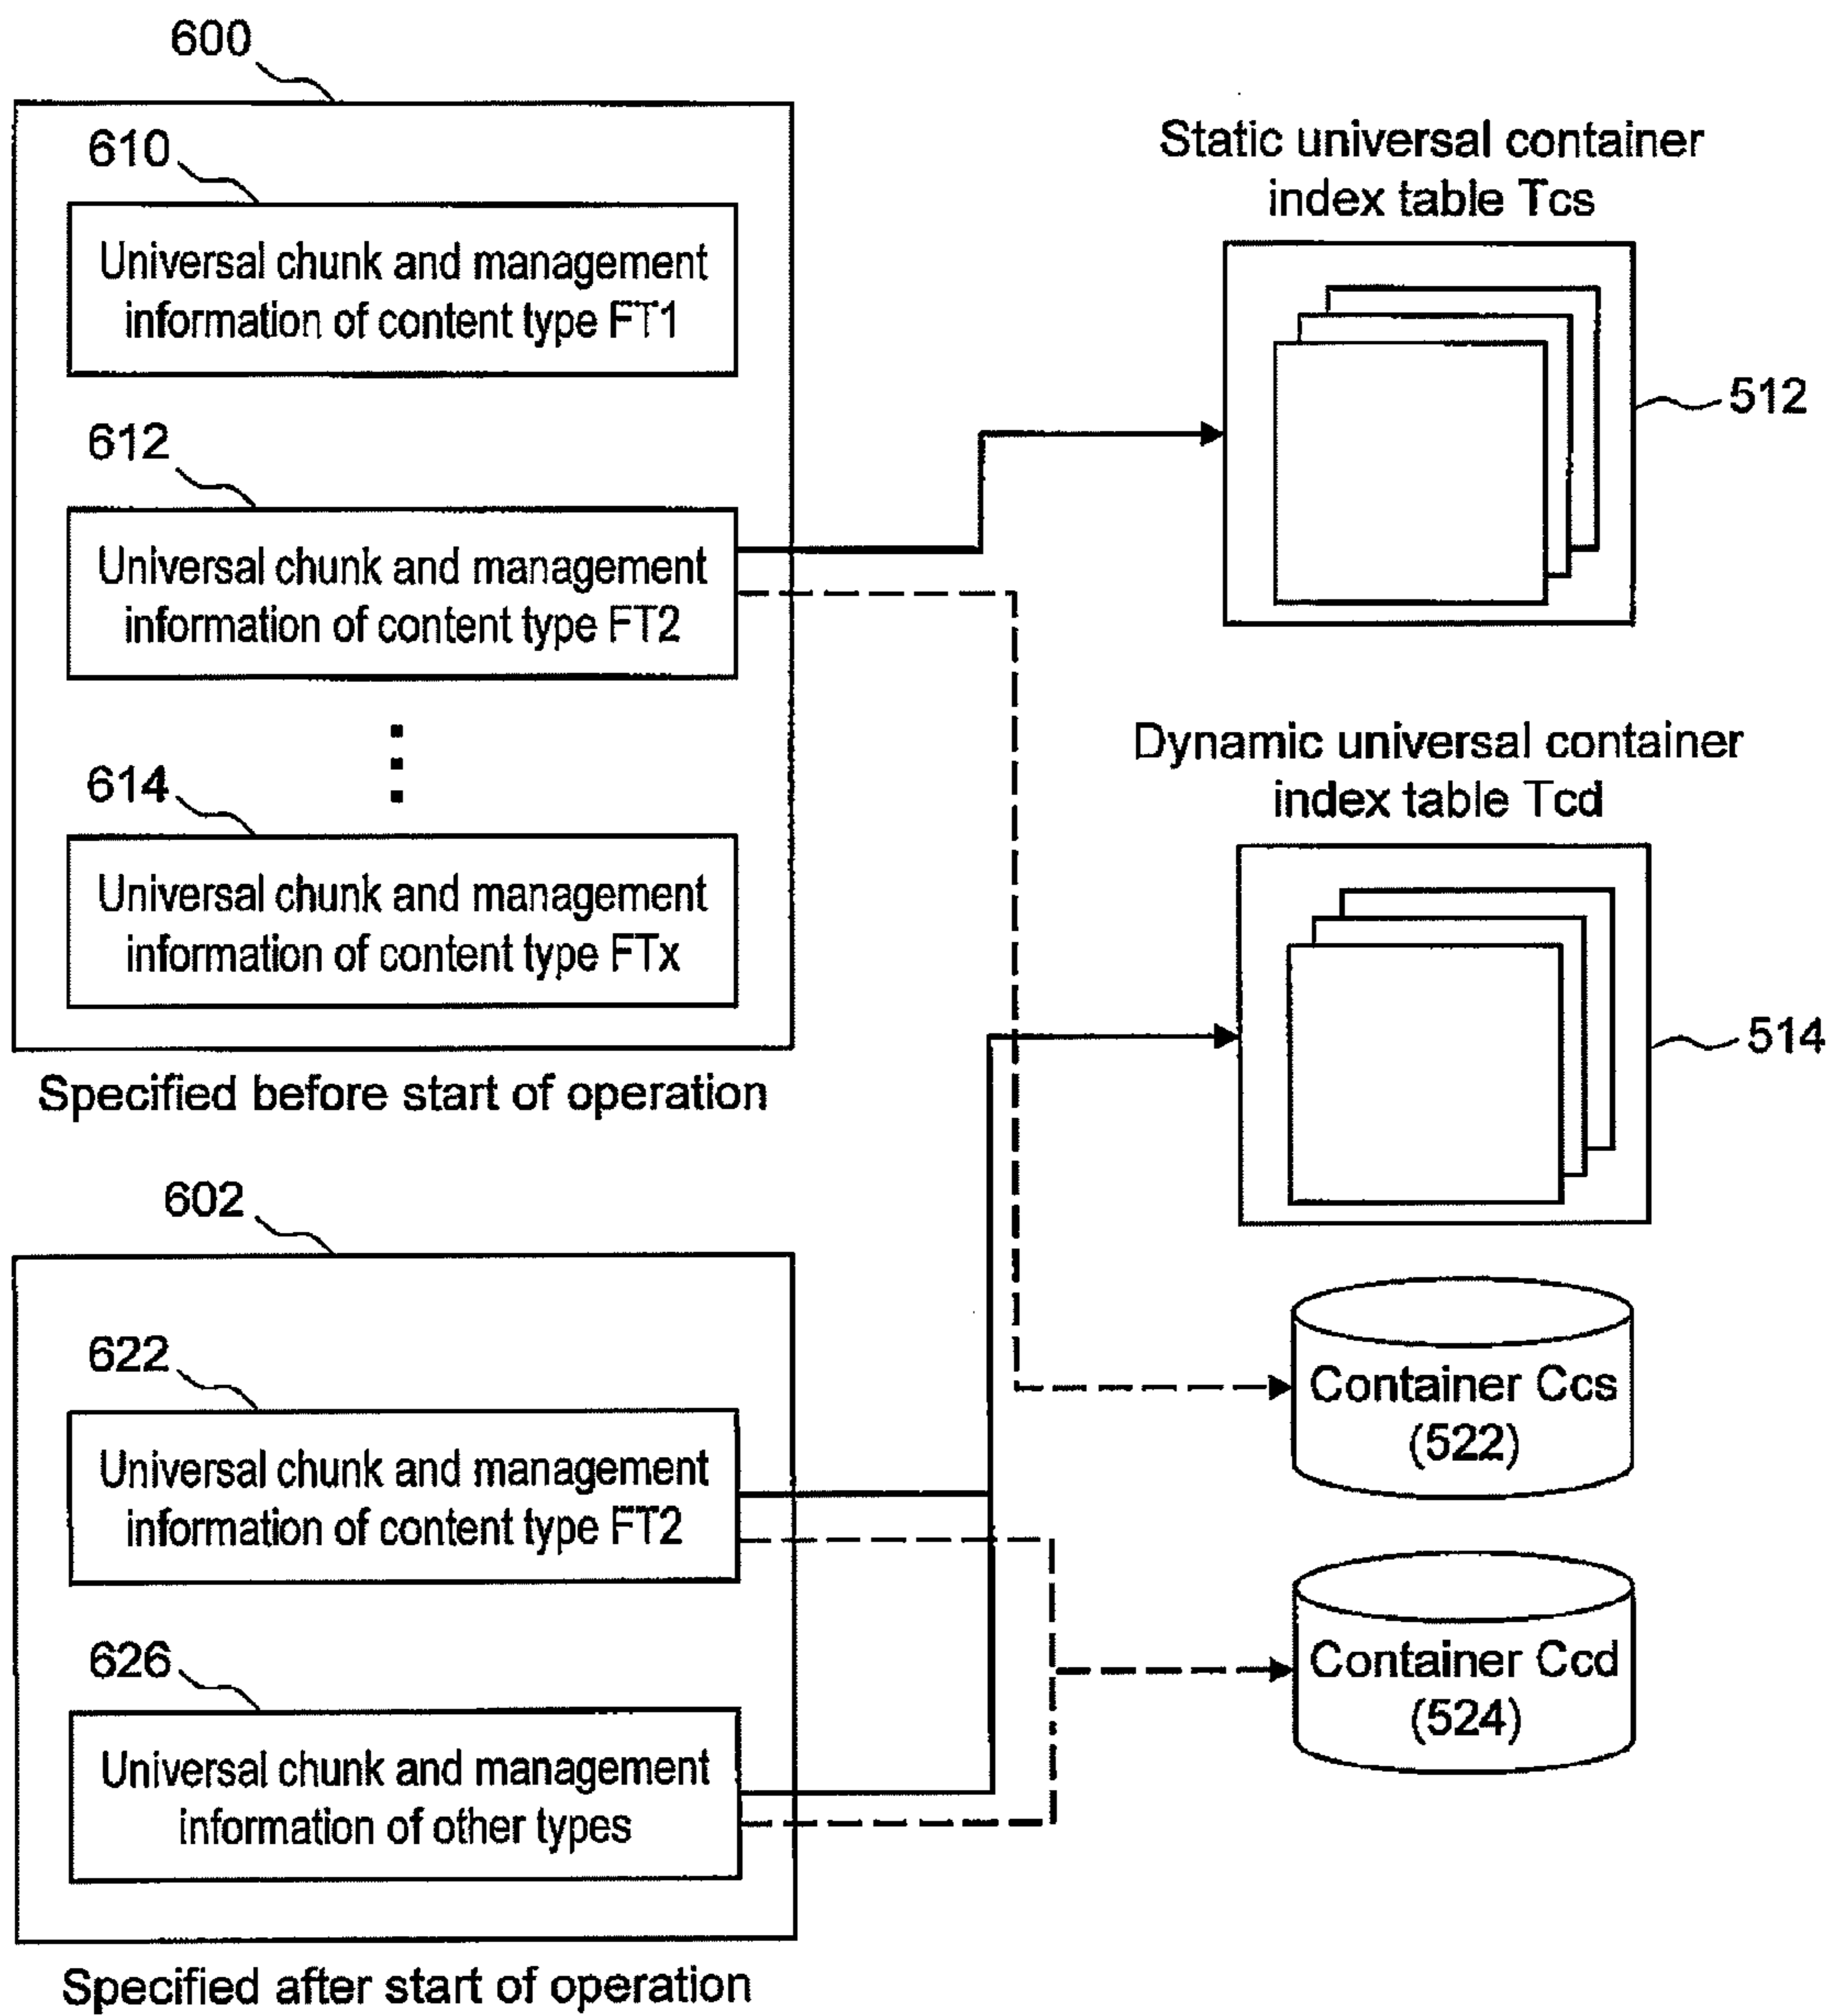 600
610
Universal chunk and management
information of content type FT1
612
Universal chunk and management
information of content type FT2
614
Universal chunk and management
information of content type FTx
Specified before start of operation
602
622
Universal chunk and management
information of content type FT2
626
Universal chunk and management
information of other types
Specified after start of operation
Static universal container
index table Tcs
512
Dynamic universal container
index table Tcd
514
Container Ccs
(522)
Container Ccd
(524)